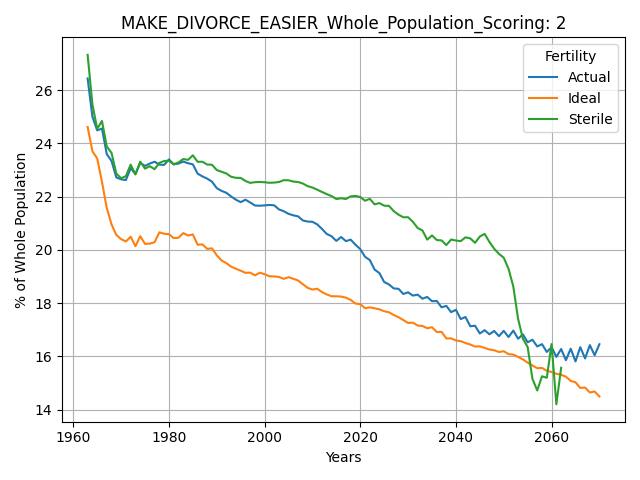 MAKE_DIVORCE_EASIER_Whole_Population_Scoring: 2
Fertility
Actual
Ideal
Sterile
% of Whole Population
26
24
22
20
18
16
14
1960 1980 2000 2020 2040 2060
Years